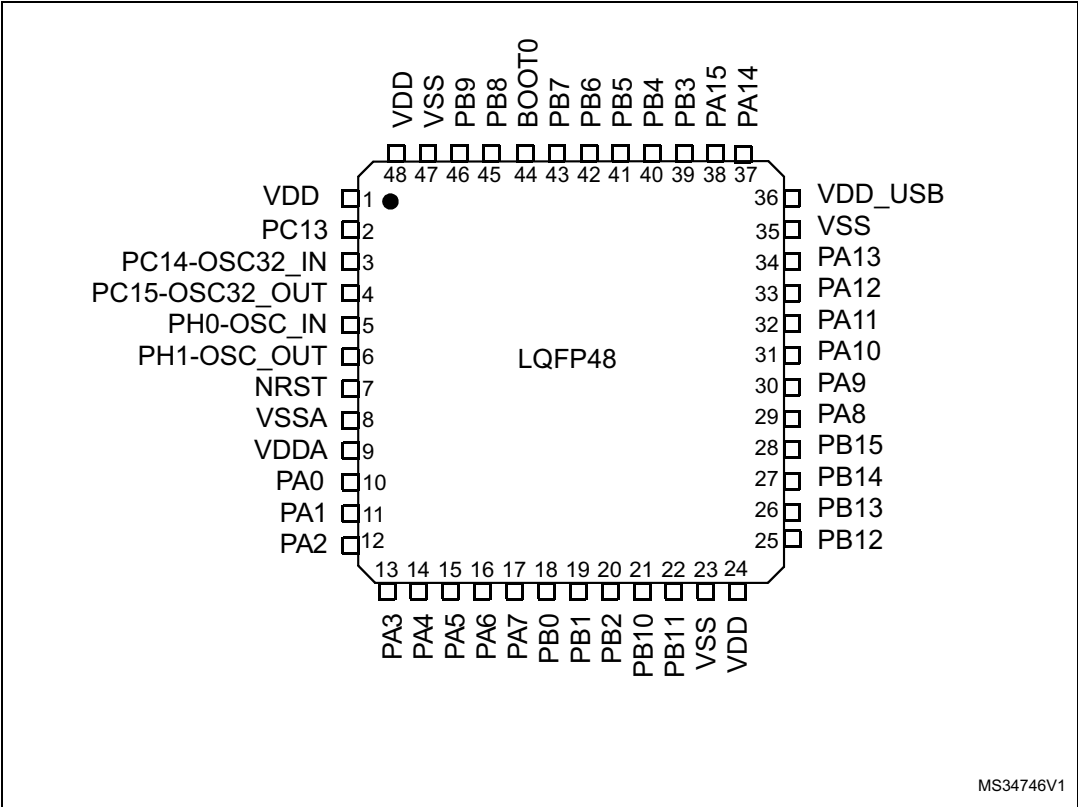 VDD
VSS
PB9
PB8
BOOT0
PB7
PB6
PB5
PB4
PB3
PA15
PA14
48 47 46 45 44 43 42 41 40 39 38 37
VDD 1
PC13 2
PC14-OSC32_IN 3
PC15-OSC32_OUT 4
PH0-OSC_IN 5
PH1-OSC_OUT 6
NRST 7
VSSA 8
VDDA 9
PA0 10
PA1 11
PA2 12
LQFP48
36 VDD_USB
35 VSS
34 PA13
33 PA12
32 PA11
31 PA10
30 PA9
29 PA8
28 PB15
27 PB14
26 PB13
25 PB12
13 14 15 16 17 18 19 20 21 22 23 24
PA3
PA4
PA5
PA6
PA7
PB0
PB1
PB2
PB10
PB11
VSS
VDD
MS34746V1